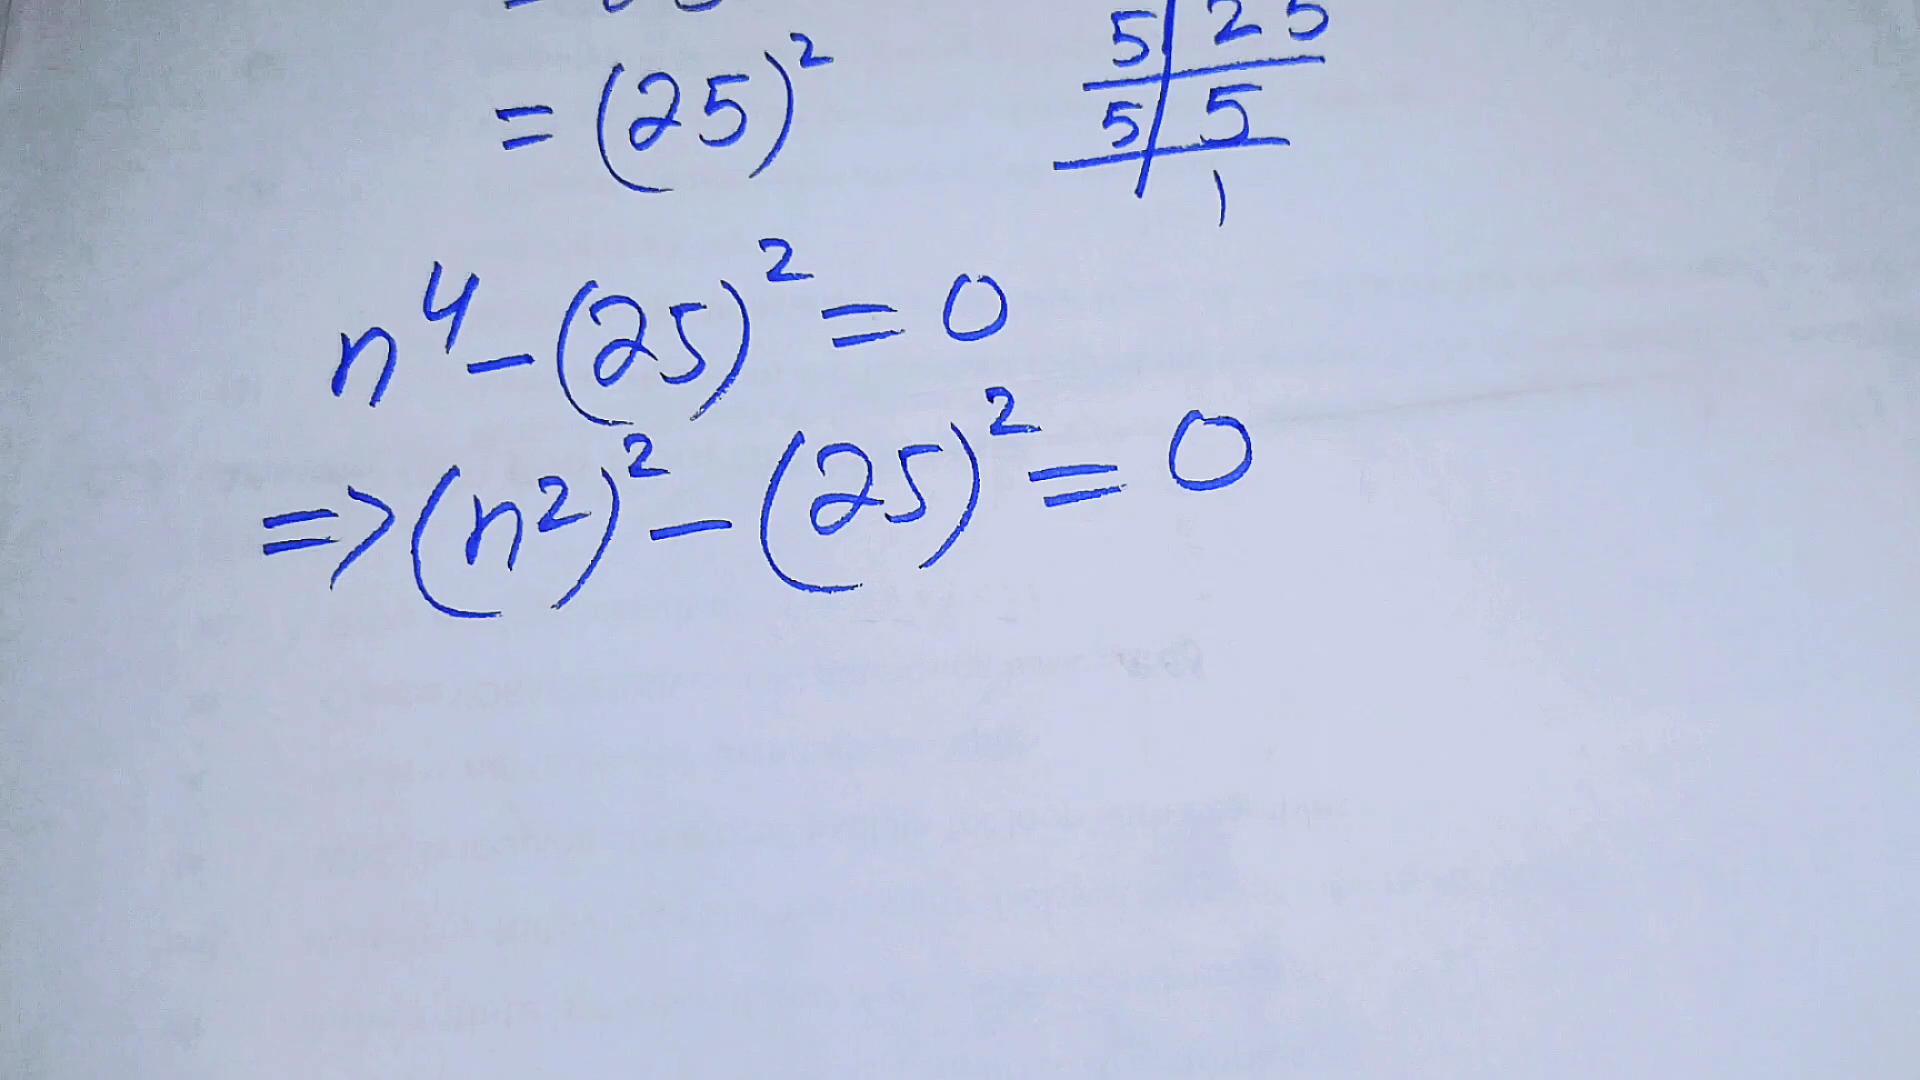 5 | 25
= (25)²
5 | 5
1
n⁴ - (25)² = 0
=> (n²)² - (25)² = 0